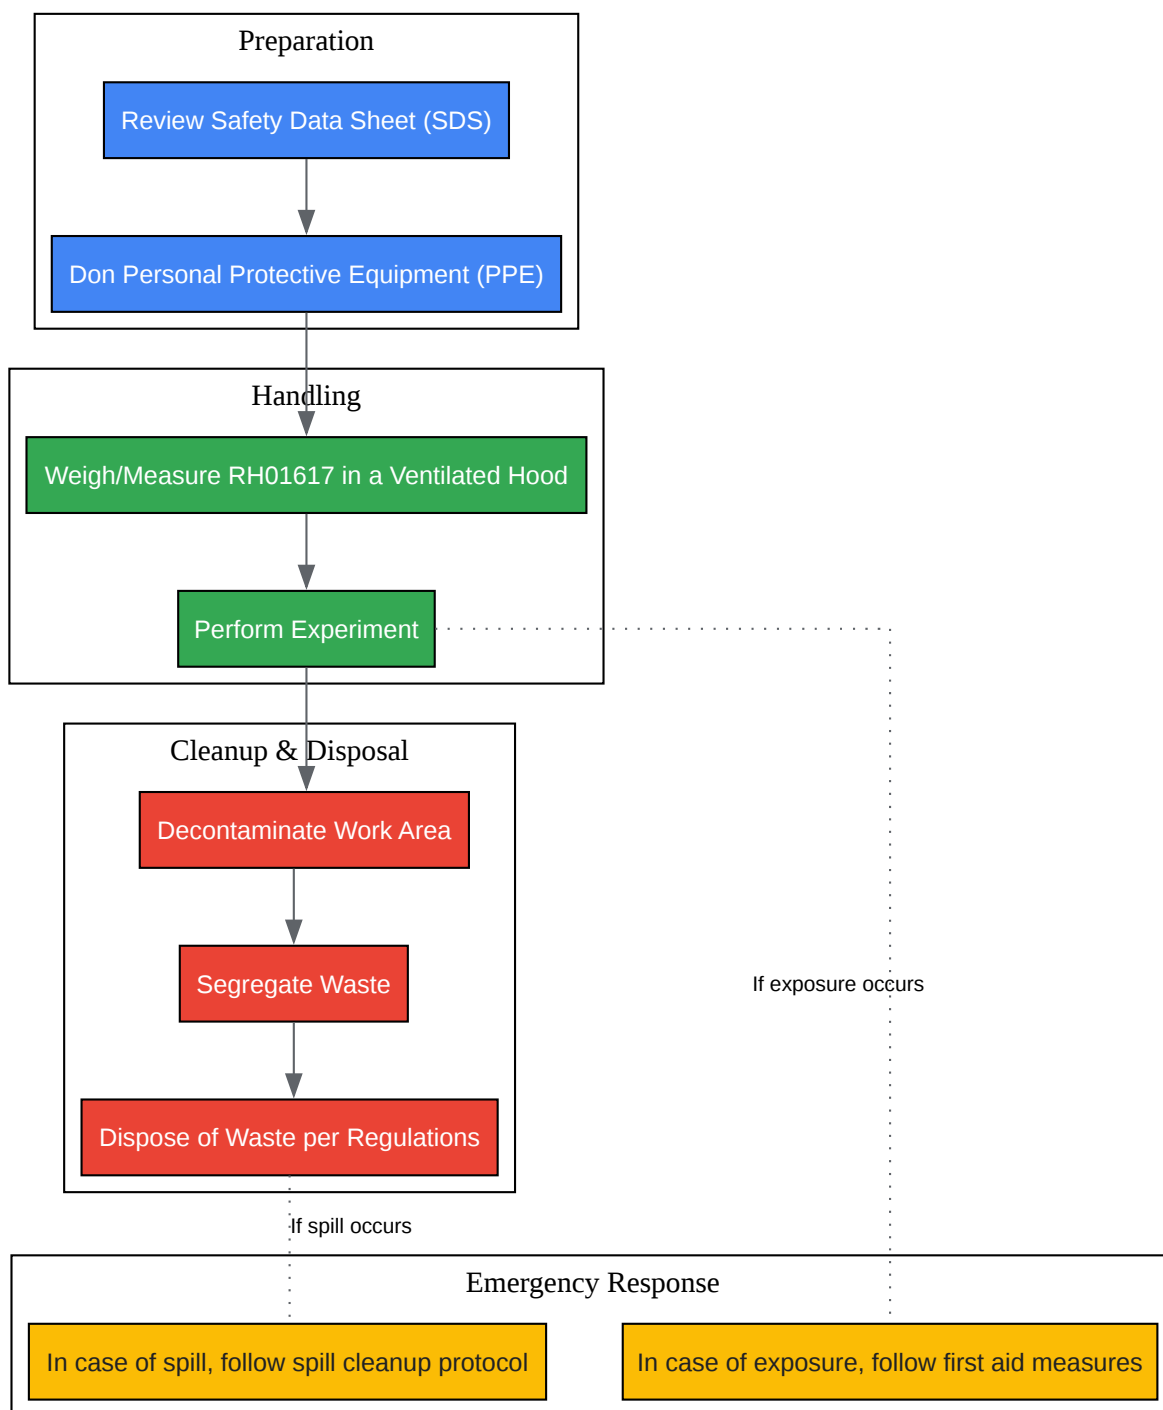 Preparation
Review Safety Data Sheet (SDS)
Don Personal Protective Equipment (PPE)
Handling
Weigh/Measure RH01617 in a Ventilated Hood
Perform Experiment
Cleanup & Disposal
Decontaminate Work Area
Segregate Waste
If exposure occurs
Dispose of Waste per Regulations
If spill occurs
Emergency Response
In case of spill, follow spill cleanup protocol
In case of exposure, follow first aid measures